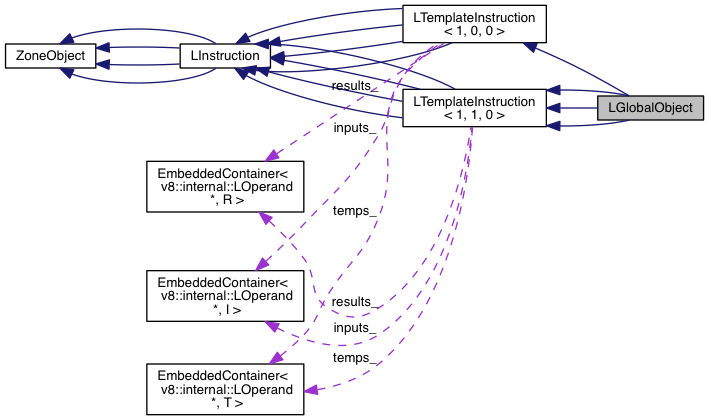 LTemplateInstruction
< 1, 0, 0 >
ZoneObject
LInstruction
results_
LTemplateInstruction
< 1, 1, 0 >
LGlobalObject
inputs_
EmbeddedContainer<
v8::internal::LOperand
*, R >
temps_
EmbeddedContainer<
v8::internal::LOperand
*, I >
results_
inputs_
temps_
EmbeddedContainer<
v8::internal::LOperand
*, T >